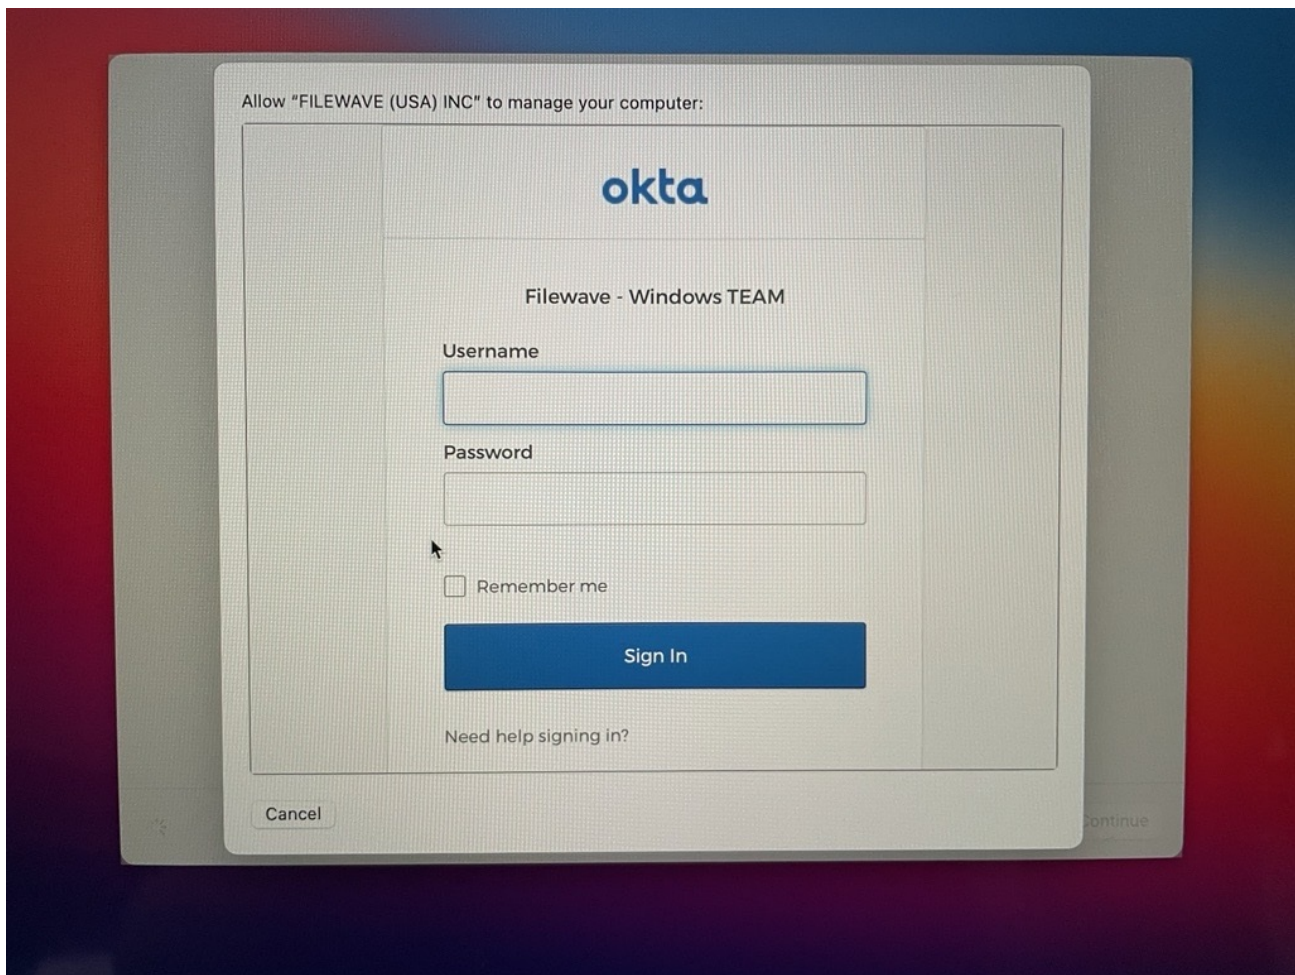 Allow "FILEWAVE (USA) INC" to manage your computer:
okta
Filewave - Windows TEAM
Username
Password
Remember me
Sign In
Need help signing in?
Cancel
Continue